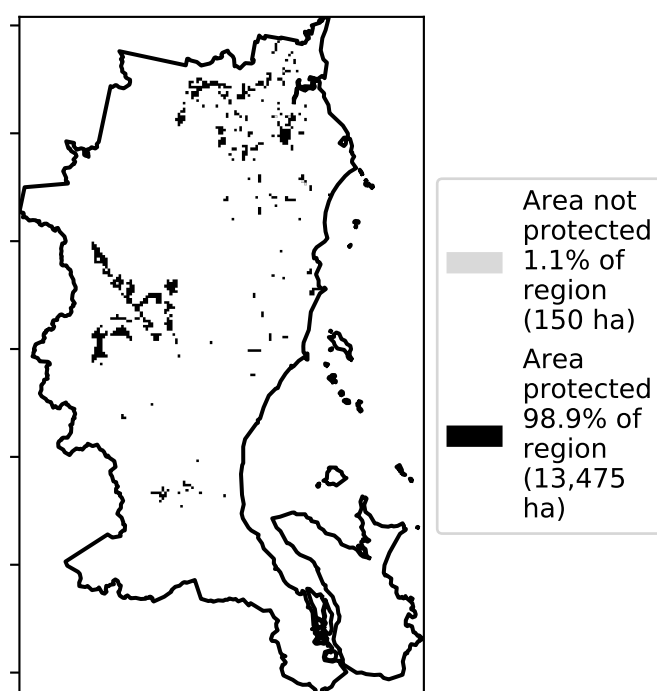 Area not
protected
1.1% of
region
(150 ha)
Area
protected
98.9% of
region
(13,475
ha)